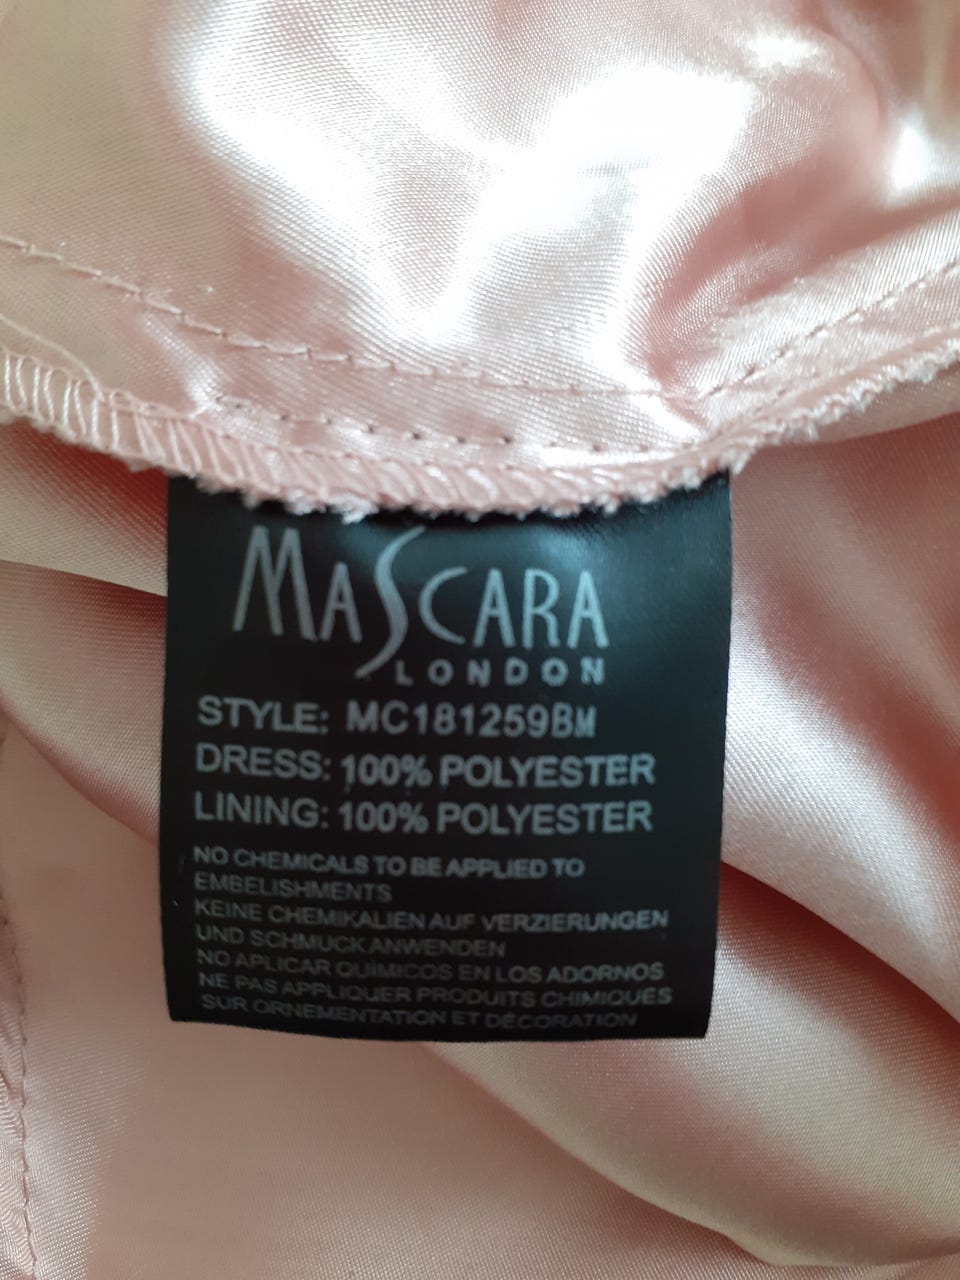 MASCARA
LONDON
STYLE: MC181259BM
DRESS: 100% POLYESTER
LINING: 100% POLYESTER
NO CHEMICALS TO BE APPLIED TO
EMBELISHMENTS
KEINE CHEMIKALIEN AUF VERZIERUNGEN
UND SCHMUCK ANWENDEN
NO APLICAR QUIMICOS EN LOS ADORNOS
NE PAS APPLIQUER PRODUITS CHIMIQUES
SUR ORNEMENTATION ET DÉCORATION